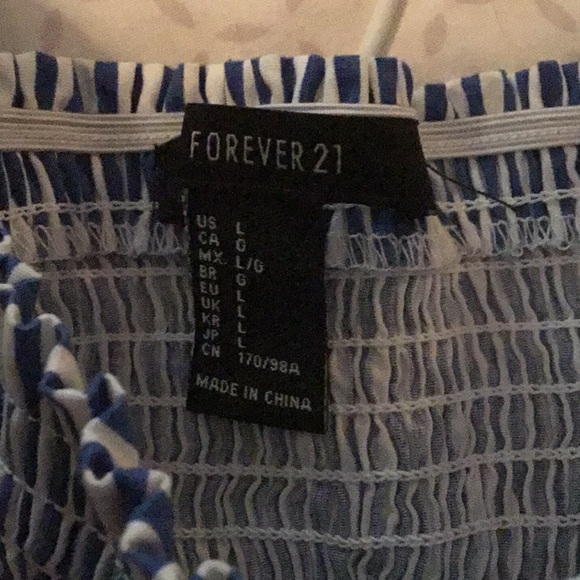 FOREVER 21
US L
CA G
MX L/G
BR G
EU L
UK L
KR L
JP L
CN 170/98A
MADE IN CHINA